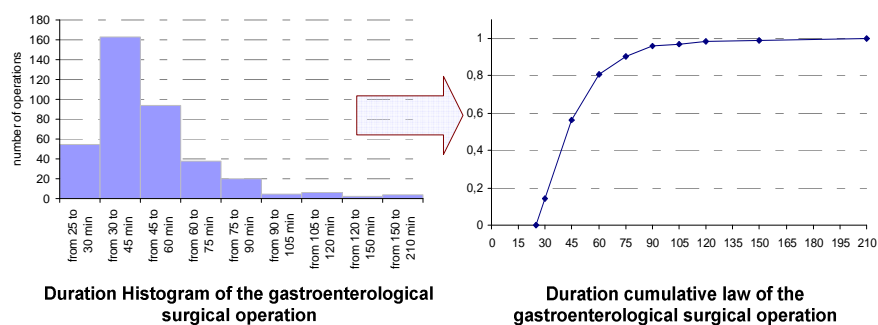 180
160
140
120
100
80
60
40
20
0
number of operations
from 25 to
30 min
from 30 to
45 min
from 45 to
60 min
from 60 to
75 min
from 75 to
90 min
from 90 to
105 min
from 105 to
120 min
from 120 to
150 min
from 150 to
210 min
Duration Histogram of the gastroenterological
surgical operation
1,2
1
0,8
0,6
0,4
0,2
0
0 15 30 45 60 75 90 105 120 135 150 165 180 195 210
Duration cumulative law of the
gastroenterological surgical operation